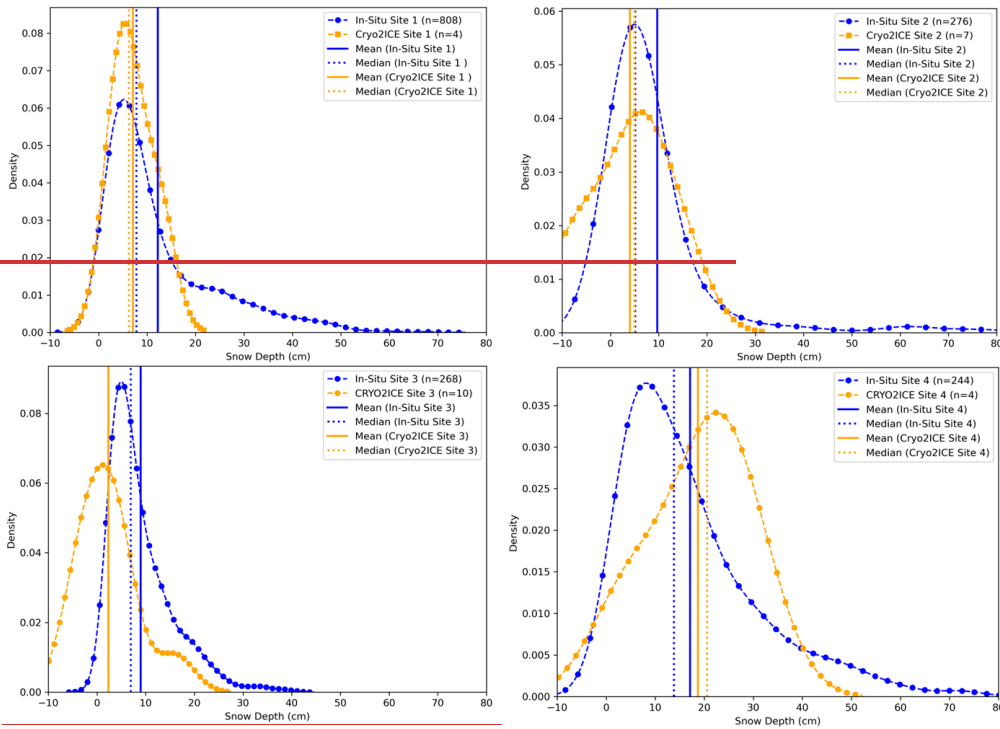 In-Situ Site 1 (n=808)
Cryo2ICE Site 1 (n=4)
Mean (In-Situ Site 1)
Median (In-Situ Site 1 )
Mean (Cryo2ICE Site 1 )
Median (Cryo2ICE Site 1)
Density
0.08
0.07
0.06
0.05
0.04
0.03
0.02
0.01
0.00
−10 0 10 20 30 40 50 60 70 80
Snow Depth (cm)
In-Situ Site 2 (n=276)
Cryo2ICE Site 2 (n=7)
Mean (In-Situ Site 2)
Median (In-Situ Site 2)
Mean (Cryo2ICE Site 2)
Median (Cryo2ICE Site 2)
Density
0.06
0.05
0.04
0.03
0.02
0.01
0.00
−10 0 10 20 30 40 50 60 70 80
Snow Depth (cm)
In-Situ Site 3 (n=268)
CRYO2ICE Site 3 (n=10)
Mean (In-Situ Site 3)
Median (In-Situ Site 3)
Mean (Cryo2ICE Site 3)
Median (Cryo2ICE Site 3)
Density
0.08
0.06
0.04
0.02
0.00
−10 0 10 20 30 40 50 60 70 80
Snow Depth (cm)
In-Situ Site 4 (n=244)
CRYO2ICE Site 4 (n=4)
Mean (In-Situ Site 4)
Median (In-Situ Site 4)
Mean (Cryo2ICE Site 4)
Median (Cryo2ICE Site 4)
Density
0.035
0.030
0.025
0.020
0.015
0.010
0.005
0.000
−10 0 10 20 30 40 50 60 70 80
Snow Depth (cm)